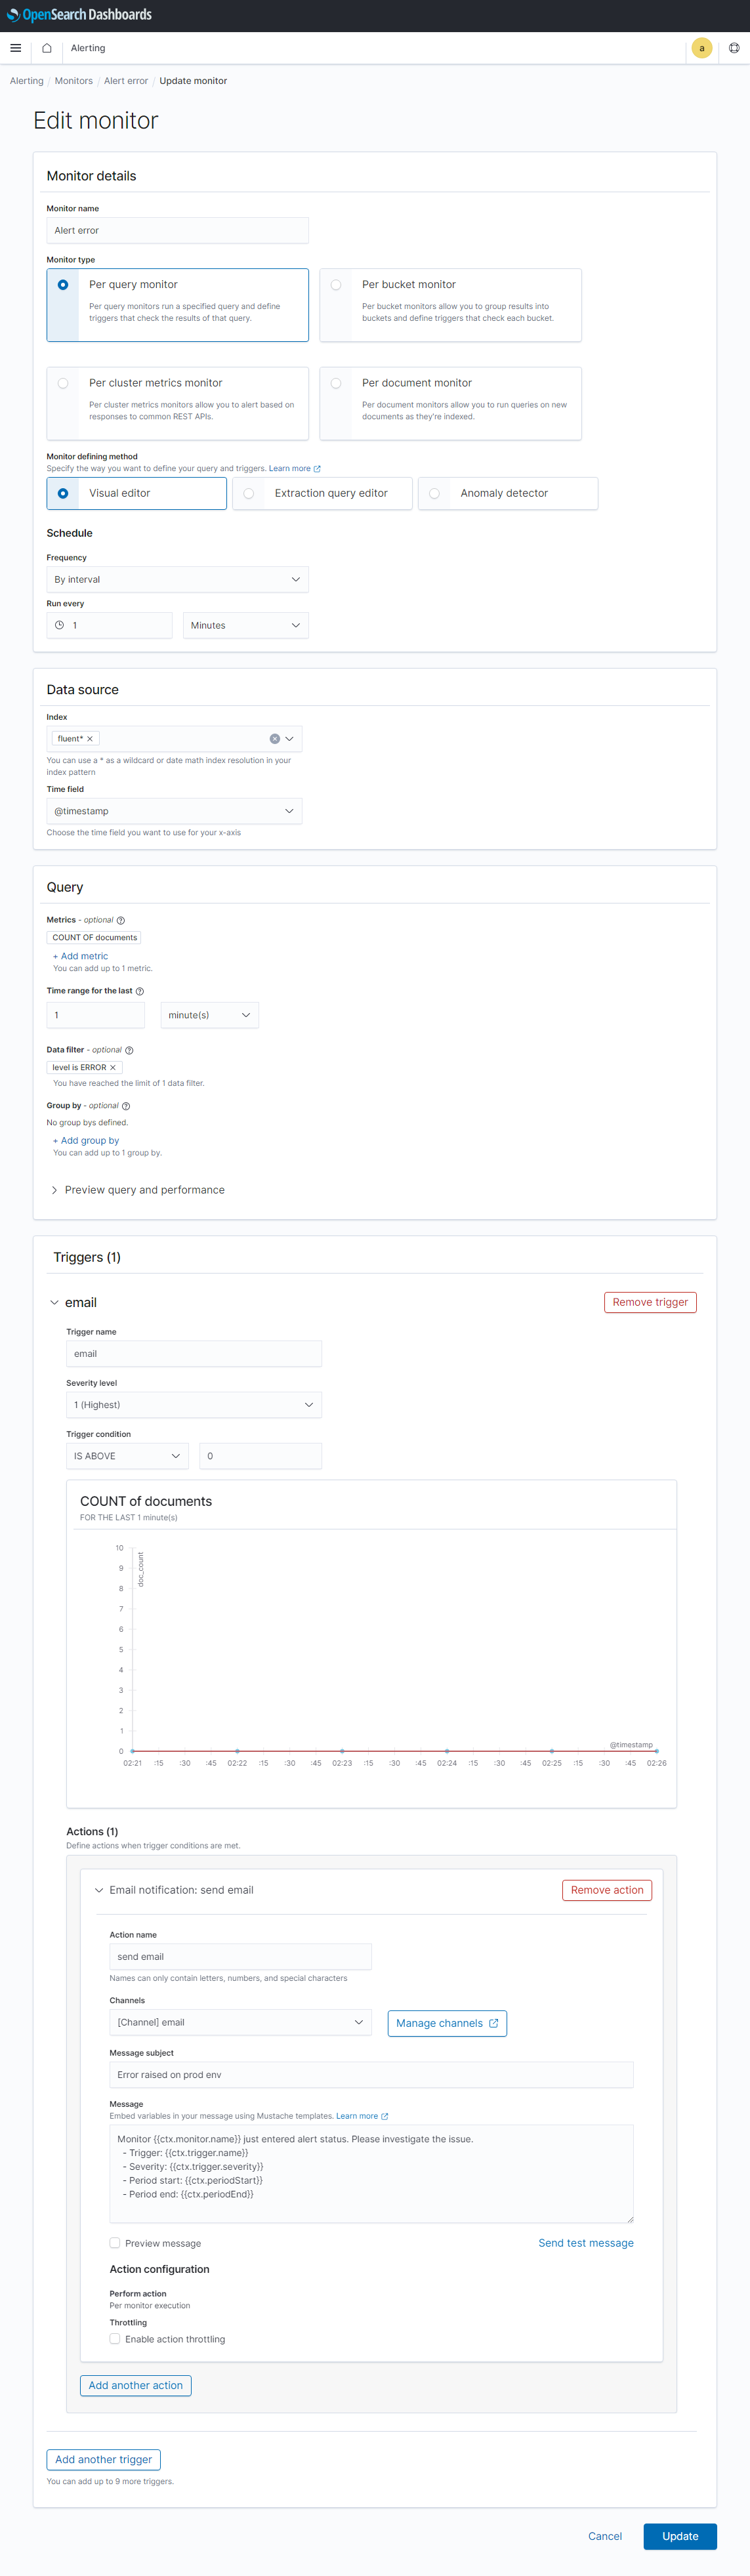 OpenSearch Dashboards
Alerting
a
Alerting / Monitors / Alert error / Update monitor
Edit monitor
Monitor details
Monitor name
Alert error
Monitor type
Per query monitor
Per query monitors run a specified query and define
triggers that check the results of that query.
Per bucket monitor
Per bucket monitors allow you to group results into
buckets and define triggers that check each bucket.
Per cluster metrics monitor
Per cluster metrics monitors allow you to alert based on
responses to common REST APIs.
Per document monitor
Per document monitors allow you to run queries on new
documents as they're indexed.
Monitor defining method
Specify the way you want to define your query and triggers. Learn more
Visual editor
Extraction query editor
Anomaly detector
Schedule
Frequency
By interval
Run every
1
Minutes
Data source
Index
fluent*
You can use a * as a wildcard or date math index resolution in your
index pattern
Time field
@timestamp
Choose the time field you want to use for your x-axis
Query
Metrics - optional
COUNT OF documents
+ Add metric
You can add up to 1 metric.
Time range for the last
1
minute(s)
Data filter - optional
level is ERROR
You have reached the limit of 1 data filter.
Group by - optional
No group bys defined.
+ Add group by
You can add up to 1 group by.
Preview query and performance
Triggers (1)
email
Remove trigger
Trigger name
email
Severity level
1 (Highest)
Trigger condition
IS ABOVE
0
COUNT of documents
FOR THE LAST 1 minute(s)
10
9
8
7
6
5
4
3
2
1
0
doc_count
@timestamp
02:21 :15 :30 :45 02:22 :15 :30 :45 02:23 :15 :30 :45 02:24 :15 :30 :45 02:25 :15 :30 :45 02:26
Actions (1)
Define actions when trigger conditions are met.
Email notification: send email
Remove action
Action name
send email
Names can only contain letters, numbers, and special characters
Channels
[Channel] email
Manage channels
Message subject
Error raised on prod env
Message
Embed variables in your message using Mustache templates. Learn more
Monitor {{ctx.monitor.name}} just entered alert status. Please investigate the issue.
- Trigger: {{ctx.trigger.name}}
- Severity: {{ctx.trigger.severity}}
- Period start: {{ctx.periodStart}}
- Period end: {{ctx.periodEnd}}
Preview message
Send test message
Action configuration
Perform action
Per monitor execution
Throttling
Enable action throttling
Add another action
Add another trigger
You can add up to 9 more triggers.
Cancel
Update